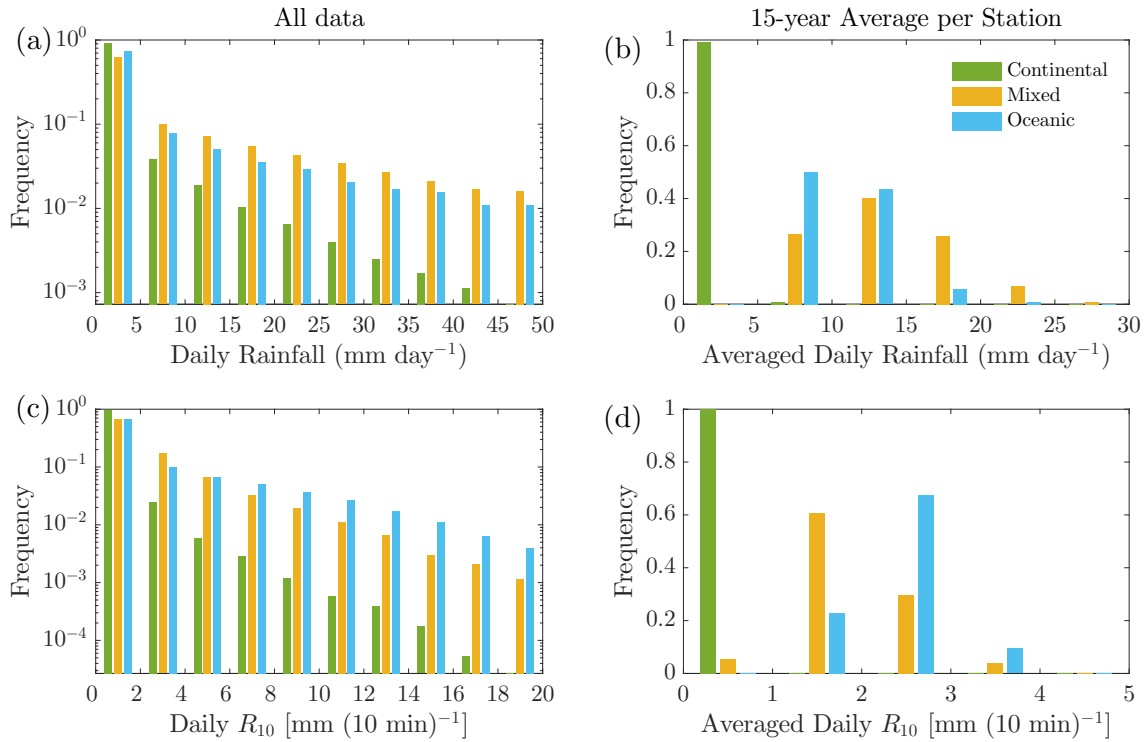 All data
15-year Average per Station
(a)
10⁰
10⁻¹
10⁻²
10⁻³
Frequency
0 5 10 15 20 25 30 35 40 45 50
Daily Rainfall (mm day⁻¹)
(b)
1
0.8
0.6
0.4
0.2
0
Frequency
Continental
Mixed
Oceanic
0 5 10 15 20 25 30
Averaged Daily Rainfall (mm day⁻¹)
(c)
10⁰
10⁻¹
10⁻²
10⁻³
10⁻⁴
Frequency
0 2 4 6 8 10 12 14 16 18 20
Daily R₁₀ [mm (10 min)⁻¹]
(d)
1
0.8
0.6
0.4
0.2
0
Frequency
0 1 2 3 4 5
Averaged Daily R₁₀ [mm (10 min)⁻¹]